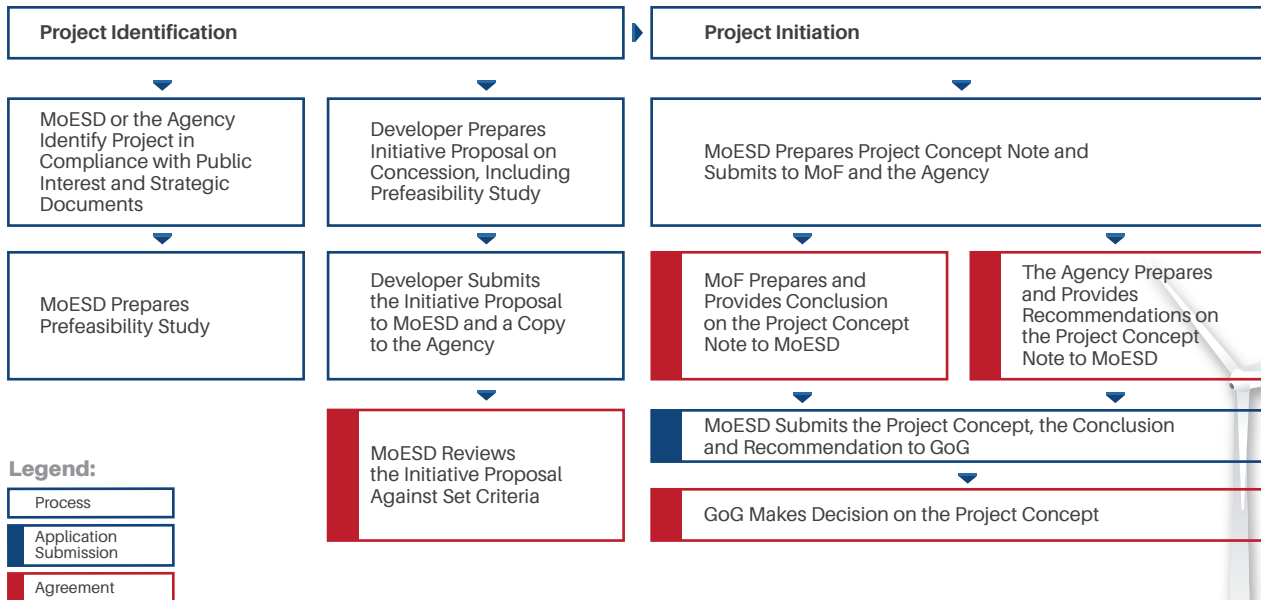 Project Identification
Project Initiation
MoESD or the Agency
Identify Project in
Compliance with Public
Interest and Strategic
Documents
Developer Prepares
Initiative Proposal on
Concession, Including
Prefeasibility Study
MoESD Prepares Project Concept Note and
Submits to MoF and the Agency
MoESD Prepares
Prefeasibility Study
Developer Submits
the Initiative Proposal
to MoESD and a Copy
to the Agency
MoF Prepares and
Provides Conclusion
on the Project Concept
Note to MoESD
The Agency Prepares
and Provides
Recommendations on
the Project Concept
Note to MoESD
MoESD Reviews
the Initiative Proposal
Against Set Criteria
MoESD Submits the Project Concept, the Conclusion
and Recommendation to GoG
GoG Makes Decision on the Project Concept
Legend:
Process
Application
Submission
Agreement